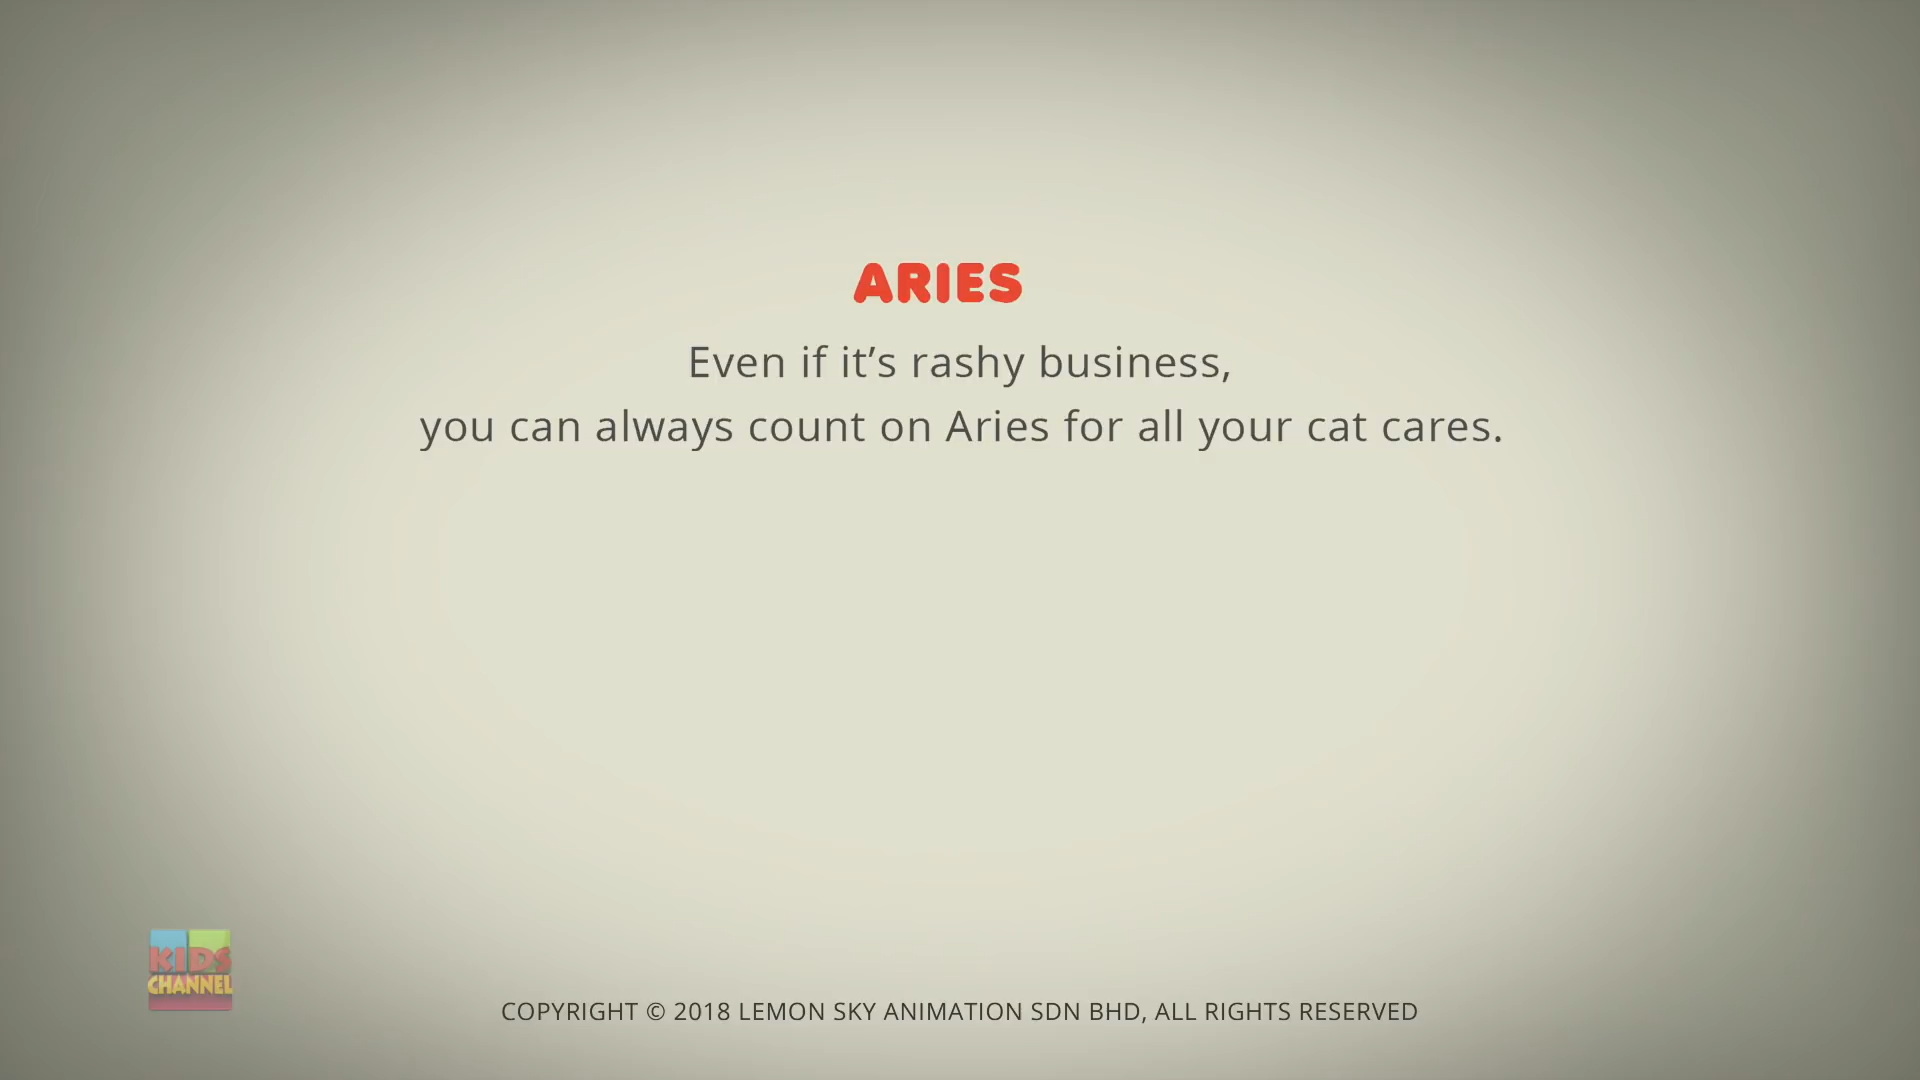 ARIES
Even if it’s rashy business,
you can always count on Aries for all your cat cares.
KIDS
CHANNEL
COPYRIGHT © 2018 LEMON SKY ANIMATION SDN BHD, ALL RIGHTS RESERVED